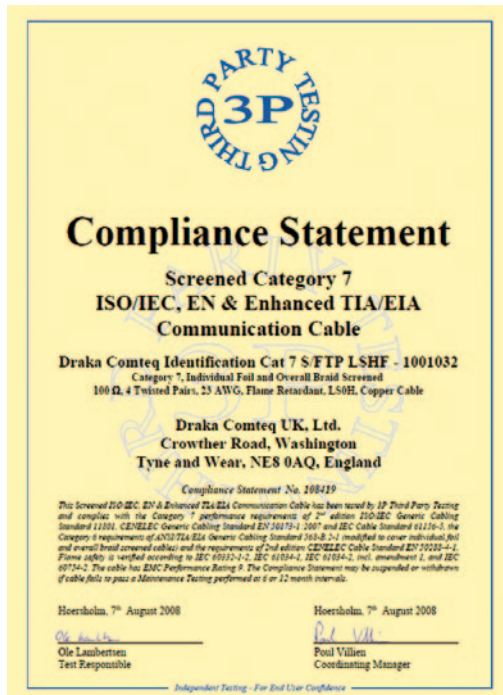 THIRD PARTY TESTING
3P
Compliance Statement
Screened Category 7
ISO/IEC, EN & Enhanced TIA/EIA
Communication Cable
Draka Comteq Identification Cat 7 S/FTP LSHF - 1001032
Category 7, Individual Foil and Overall Braid Screened
100 Ω, 4 Twisted Pairs, 23 AWG, Flame Retardant, LS0H, Copper Cable
Draka Comteq UK, Ltd.
Crowther Road, Washington
Tyne and Wear, NE8 0AQ, England
Compliance Statement No. 108419
This Screened ISO/IEC, EN & Enhanced TIA/EIA Communication Cable has been tested by 3P Third Party Testing
and complies with the Category 7 performance requirements of 2nd edition ISO/IEC Generic Cabling
Standard 11801, CENELEC Generic Cabling Standard EN 50173-1 2007 and IEC Cable Standard 61156-5, the
Category 6 requirements of ANSI/TIA/EIA Generic Cabling Standard 568-B.2-1 (modified to cover individual foil
and overall braid screened cables) and the requirements of 2nd edition CENELEC Cable Standard EN 50288-4-1.
Flame safety is verified according to IEC 60332-1-2, IEC 61034-1, IEC 61034-2, incl. amendment 1, and IEC
60754-2. The cable has EMC Performance Rating 9. The Compliance Statement may be suspended or withdrawn
if cable fails to pass a Maintenance Testing performed at 6 or 12 month intervals.
Hoersholm, 7th August 2008
Hoersholm, 7th August 2008
Ole Lambertsen
Test Responsible
Poul Villien
Coordinating Manager
Independent Testing - For End User Confidence